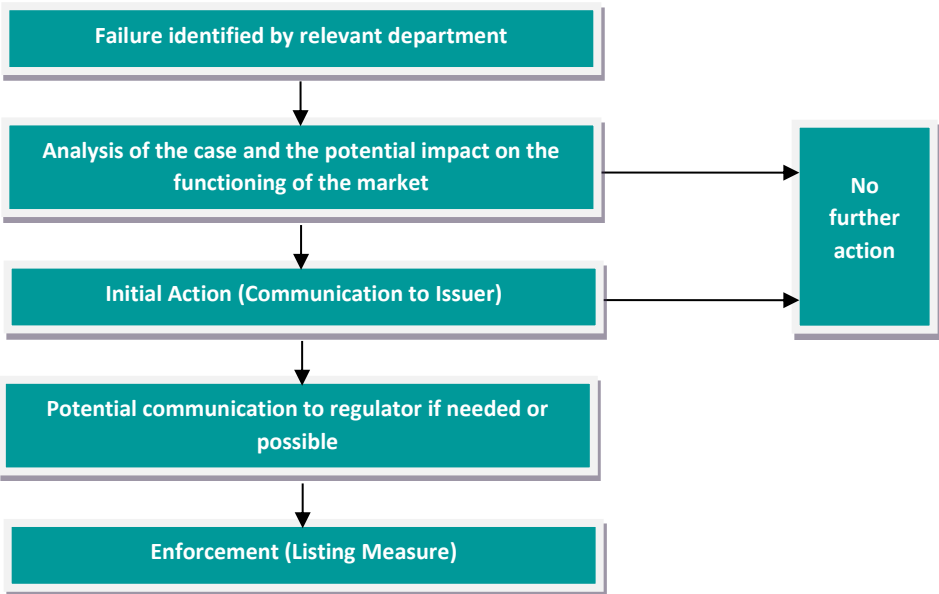 Failure identified by relevant department
Analysis of the case and the potential impact on the
functioning of the market
No
further
action
Initial Action (Communication to Issuer)
Potential communication to regulator if needed or
possible
Enforcement (Listing Measure)